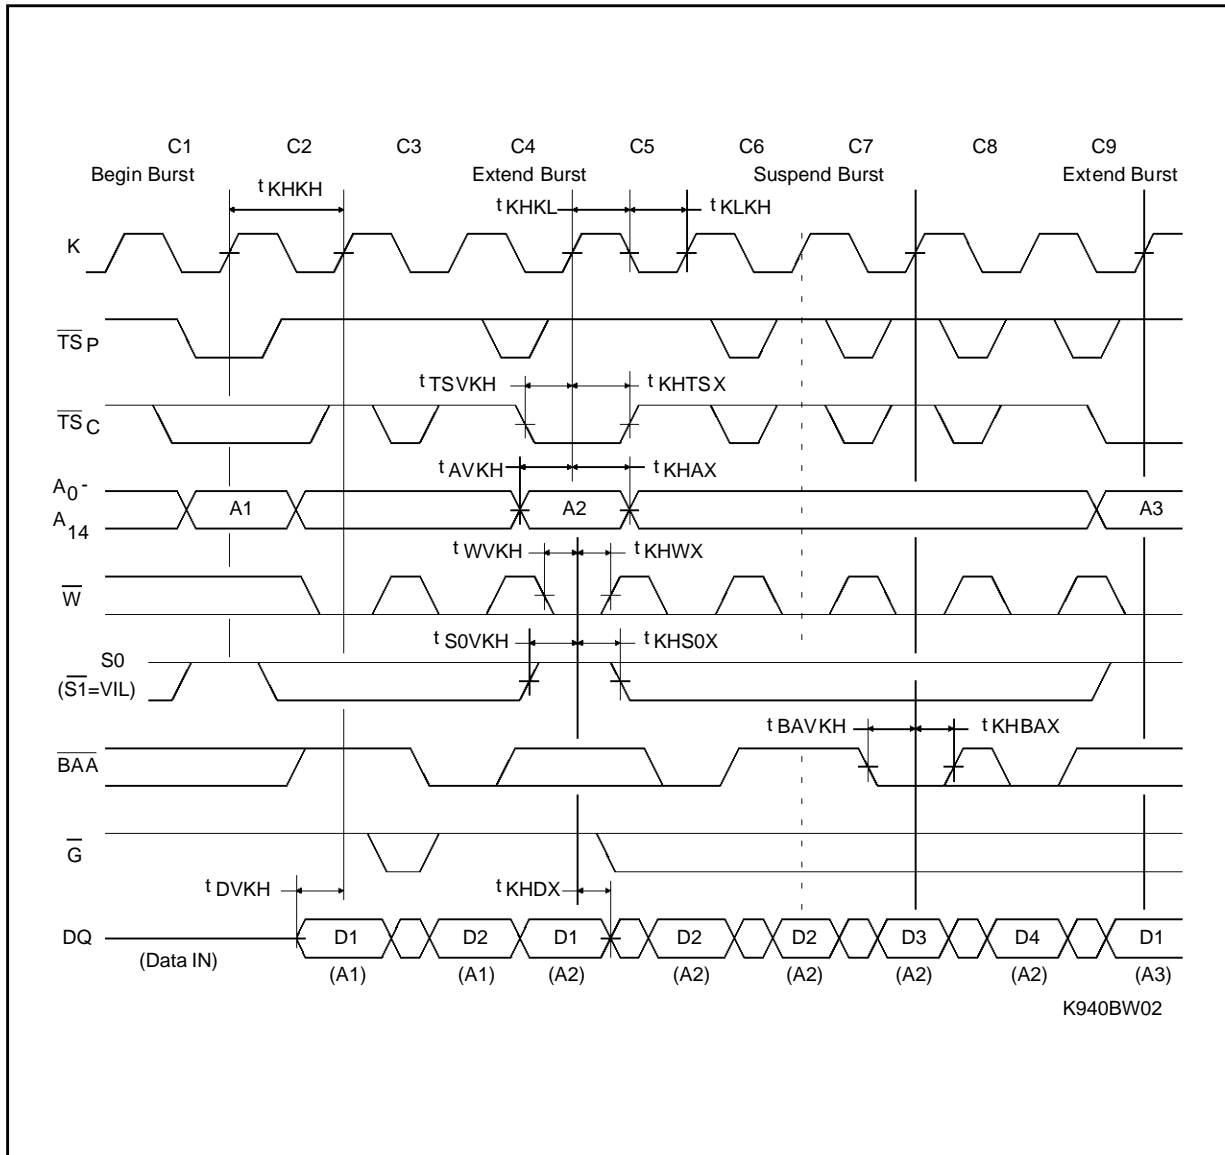 C1 C2 C3 C4 C5 C6 C7 C8 C9
Begin Burst Extend Burst Suspend Burst Extend Burst
t KHKH t KHKL t KLKH
K
TS P
t TSVKH t KHTSX
TS C
t AVKH t KHAX
A0 -
A1 A2 A3
A14
t WVKH t KHWX
W
t S0VKH t KHS0X
S0
(S1=VIL)
t BAVKH t KHBAX
BAA
G
t DVKH t KHDX
DQ D1 D2 D1 D2 D2 D3 D4 D1
(Data IN) (A1) (A1) (A2) (A2) (A2) (A2) (A2) (A3)
K940BW02